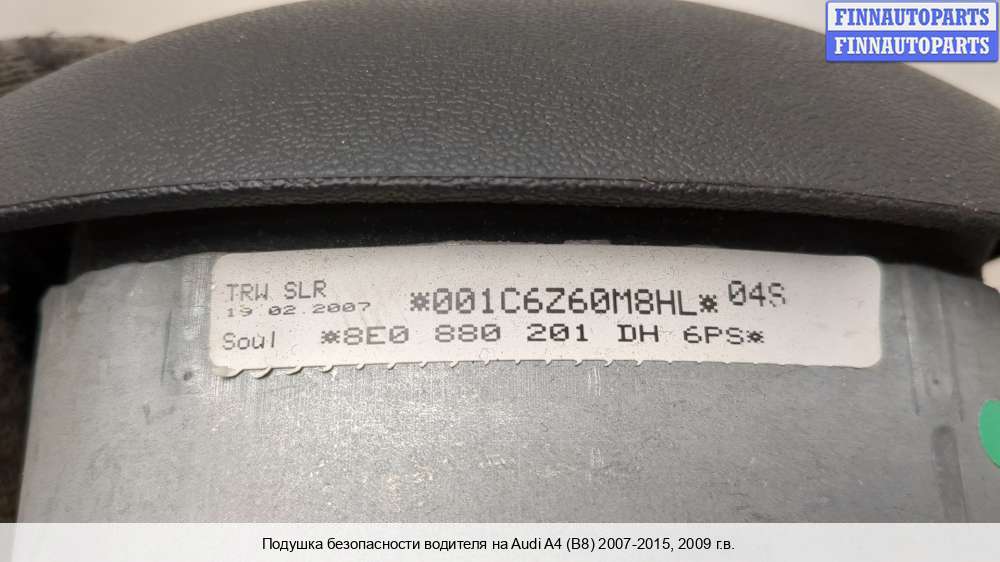 FINNAUTOPARTS
FINNAUTOPARTS
TRW SLR
19.02.2007
*001C6Z60M8HL*
04S
Soul
*8E0 880 201 DH 6PS*
Подушка безопасности водителя на Audi A4 (B8) 2007-2015, 2009 г.в.